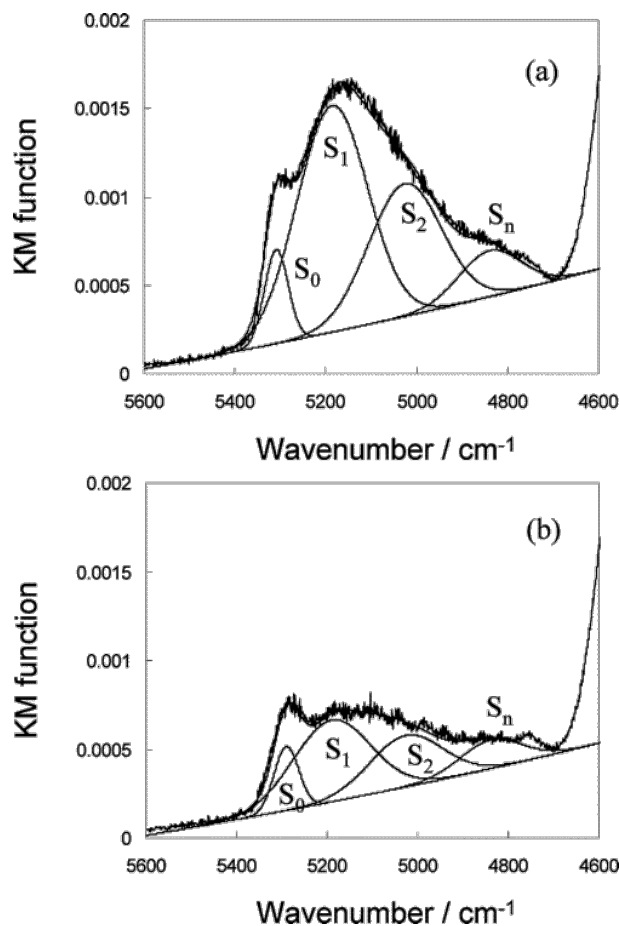 0.002
(a)
0.0015
S1
0.001
S2
Sn
0.0005
S0
0
KM function
5600 5400 5200 5000 4800 4600
Wavenumber / cm-1
0.002
(b)
0.0015
0.001
Sn
0.0005
S1
S2
S0
0
KM function
5600 5400 5200 5000 4800 4600
Wavenumber / cm-1